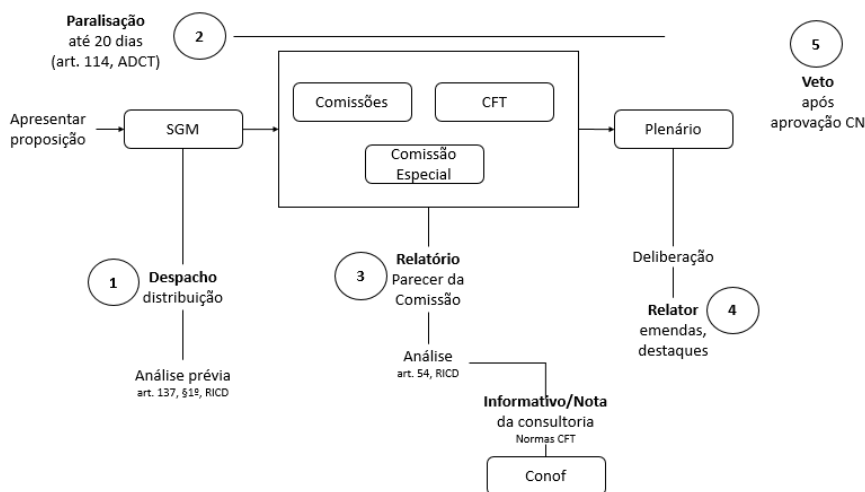 Paralisação
até 20 dias
(art. 114, ADCT)
2
5
Veto
após
aprovação CN
Apresentar
proposição
SGM
Comissões
CFT
Comissão
Especial
Plenário
1
Despacho
distribuição
Análise prévia
art. 137, §1º, RICD
3
Relatório
Parecer da
Comissão
Análise
art. 54, RICD
Informativo/Nota
da consultoria
Normas CFT
Conof
Deliberação
Relator
emendas,
destaques
4